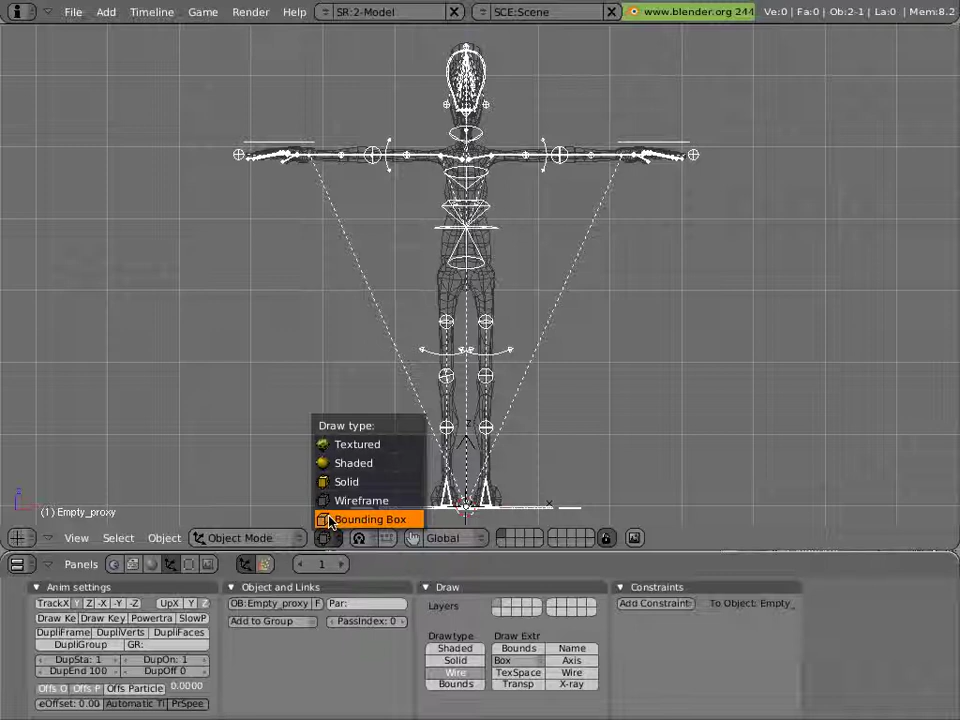 File Add Timeline Game Render Help SR:2-Model SCE:Scene www.blender.org 244 Ve:0 | Fa:0 | Ob:2-1 | La:0 | Mem:8.2
Draw type:
Textured
Shaded
Solid
Wireframe
Bounding Box
z
x
(1) Empty_proxy
View Select Object Object Mode Global
Panels 1
Anim settings Object and Links Draw Constraints
TrackX Y Z -X -Y -Z UpX Y Z OB:Empty_proxy F Par: Layers Add Constraint To Object: Empty_
Draw Ke Draw Key Powertra SlowP Add to Group PassIndex: 0
DupliFrame DupliVerts DupliFaces
DupliGroup GR:
Drawtype Draw Extr
DupSta: 1 DupOn: 1 Shaded Bounds Name
DupEnd 100 DupOff 0 Solid Box Axis
Offs O Offs P Offs Particle 0.0000 Wire TexSpace Wire
eOffset: 0.00 Automatic Ti PrSpee Bounds Transp X-ray